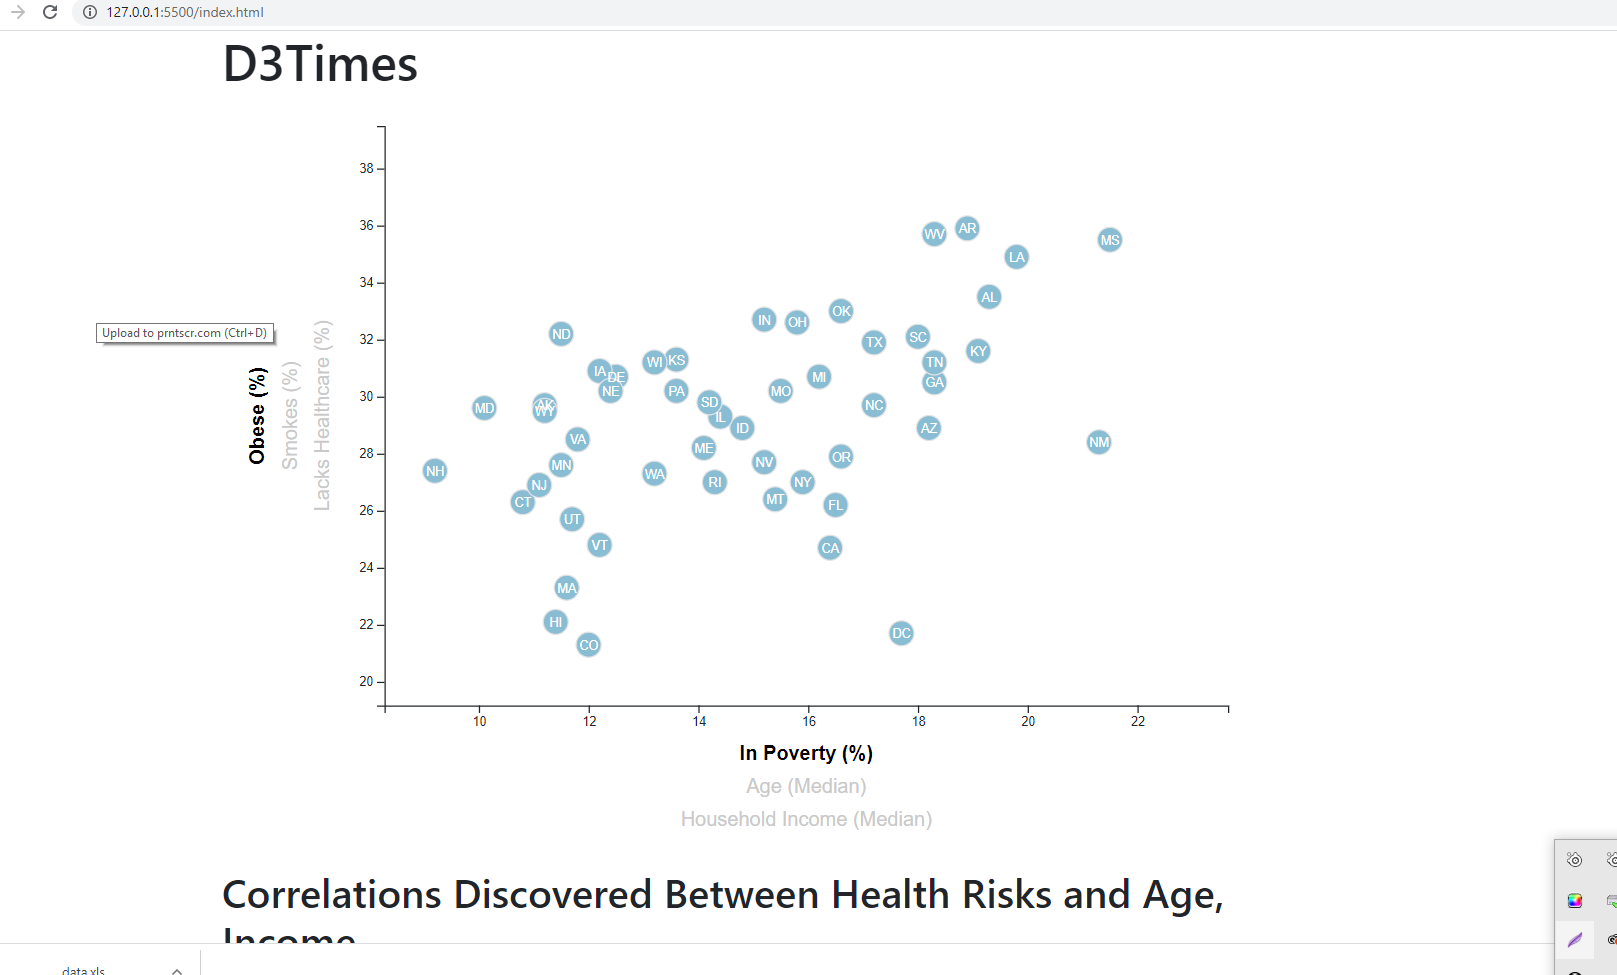 127.0.0.1:5500/index.html
D3Times
38
36
34
32
30
28
26
24
22
20
Upload to prntscr.com (Ctrl+D)
Obese (%)
Smokes (%)
Lacks Healthcare (%)
WV
AR
MS
LA
AL
OK
IN
OH
ND
TX
SC
KY
WI
KS
TN
IA
DE
MI
GA
NE
PA
MO
SD
NC
AK
WY
MD
IL
ID
AZ
VA
NM
ME
OR
MN
NV
NH
WA
NJ
RI
NY
CT
MT
FL
UT
VT
CA
MA
HI
DC
CO
10
12
14
16
18
20
22
In Poverty (%)
Age (Median)
Household Income (Median)
Correlations Discovered Between Health Risks and Age,
Income
data.xls